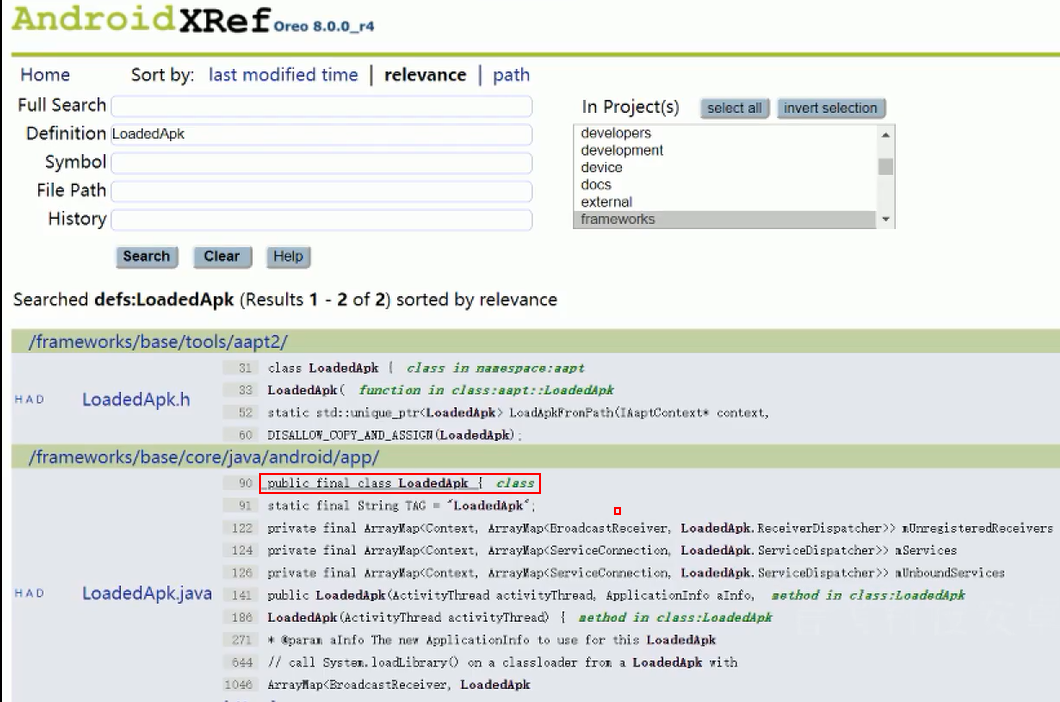 AndroidXRef Oreo 8.0.0_r4
Home Sort by: last modified time | relevance | path
Full Search
In Project(s) select all invert selection
Definition LoadedApk
developers
development
Symbol
device
File Path
docs
external
History
frameworks
Search Clear Help
Searched defs:LoadedApk (Results 1 - 2 of 2) sorted by relevance
/frameworks/base/tools/aapt2/
H A D LoadedApk.h
31 class LoadedApk { class in namespace:aapt
33 LoadedApk( function in class:aapt::LoadedApk
52 static std::unique_ptr<LoadedApk> LoadApkFromPath(IAaptContext* context,
60 DISALLOW_COPY_AND_ASSIGN(LoadedApk);
/frameworks/base/core/java/android/app/
H A D LoadedApk.java
90 public final class LoadedApk { class
91 static final String TAG = "LoadedApk";
122 private final ArrayMap<Context, ArrayMap<BroadcastReceiver, LoadedApk.ReceiverDispatcher>> mUnregisteredReceivers
124 private final ArrayMap<Context, ArrayMap<ServiceConnection, LoadedApk.ServiceDispatcher>> mServices
126 private final ArrayMap<Context, ArrayMap<ServiceConnection, LoadedApk.ServiceDispatcher>> mUnboundServices
141 public LoadedApk(ActivityThread activityThread, ApplicationInfo aInfo, method in class:LoadedApk
186 LoadedApk(ActivityThread activityThread) { method in class:LoadedApk
271 * @param aInfo The new ApplicationInfo to use for this LoadedApk
644 // call System.loadLibrary() on a classloader from a LoadedApk with
1046 ArrayMap<BroadcastReceiver, LoadedApk